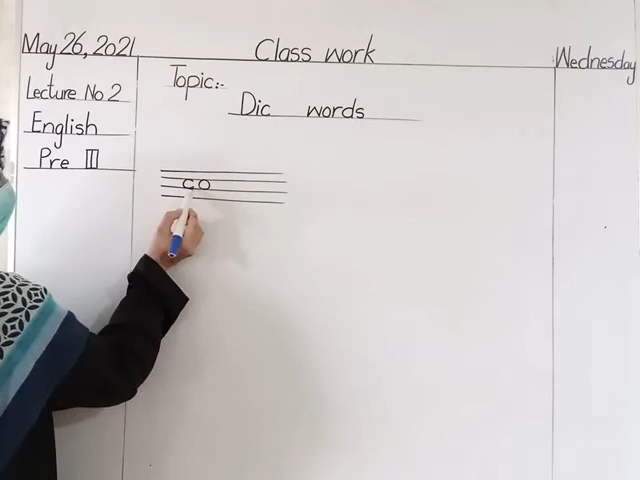 May 26, 2021 Class work Wednesday
Lecture No 2
English
Pre III
Topic:-
Dic words
co